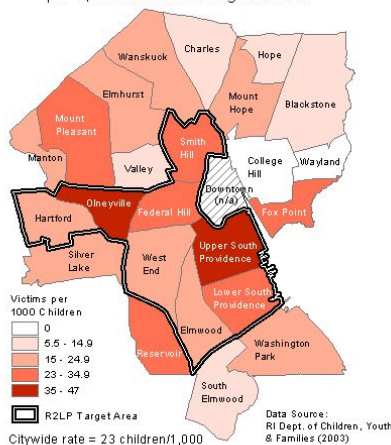 Charles
Hope
Wanskuck
Elmhurst
Mount
Hope
Blackstone
Mount
Pleasant
Smith
Hill
College
Hill
Wayland
Manton
Valley
Downtown
(n/a)
Olneyville
Federal Hill
Fox Point
Hartford
Upper South
Providence
West
End
Silver
Lake
Lower South
Providence
Elmwood
Washington
Park
Reservoir
South
Elmwood
Victims per
1000 Children
0
5.5 - 14.9
15 - 24.9
23 - 34.9
35 - 47
R2LP Target Area
Citywide rate = 23 children/1,000
Data Source:
RI Dept. of Children, Youth
& Families (2003)